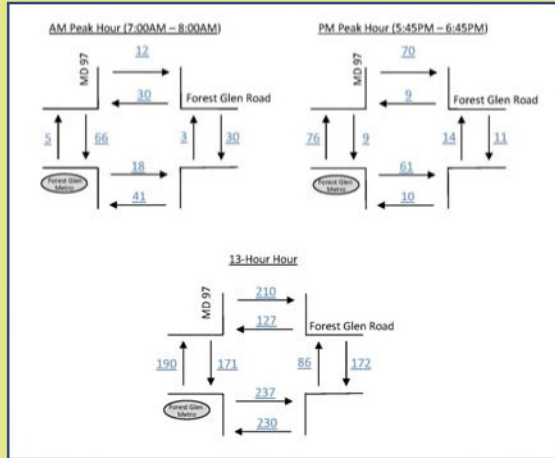 AM Peak Hour (7:00AM – 8:00AM)
12
MD 97
30
Forest Glen Road
5
66
3
30
18
Forest Glen
Metro
41
PM Peak Hour (5:45PM – 6:45PM)
70
MD 97
9
Forest Glen Road
76
9
14
11
61
Forest Glen
Metro
10
13-Hour Hour
210
MD 97
127
Forest Glen Road
190
171
86
172
237
Forest Glen
Metro
230